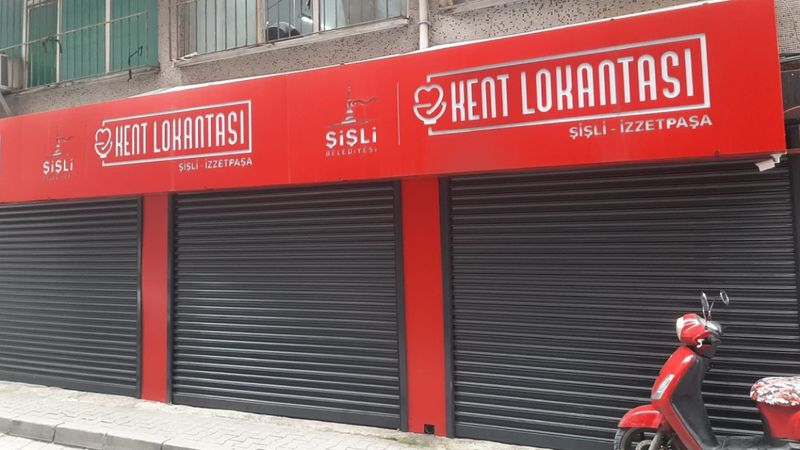 ŞİŞLİ
KENT LOKANTASI
ŞİŞLİ - İZZETPAŞA
ŞİŞLİ
BELEDİYESİ
KENT LOKANTASI
ŞİŞLİ - İZZETPAŞA